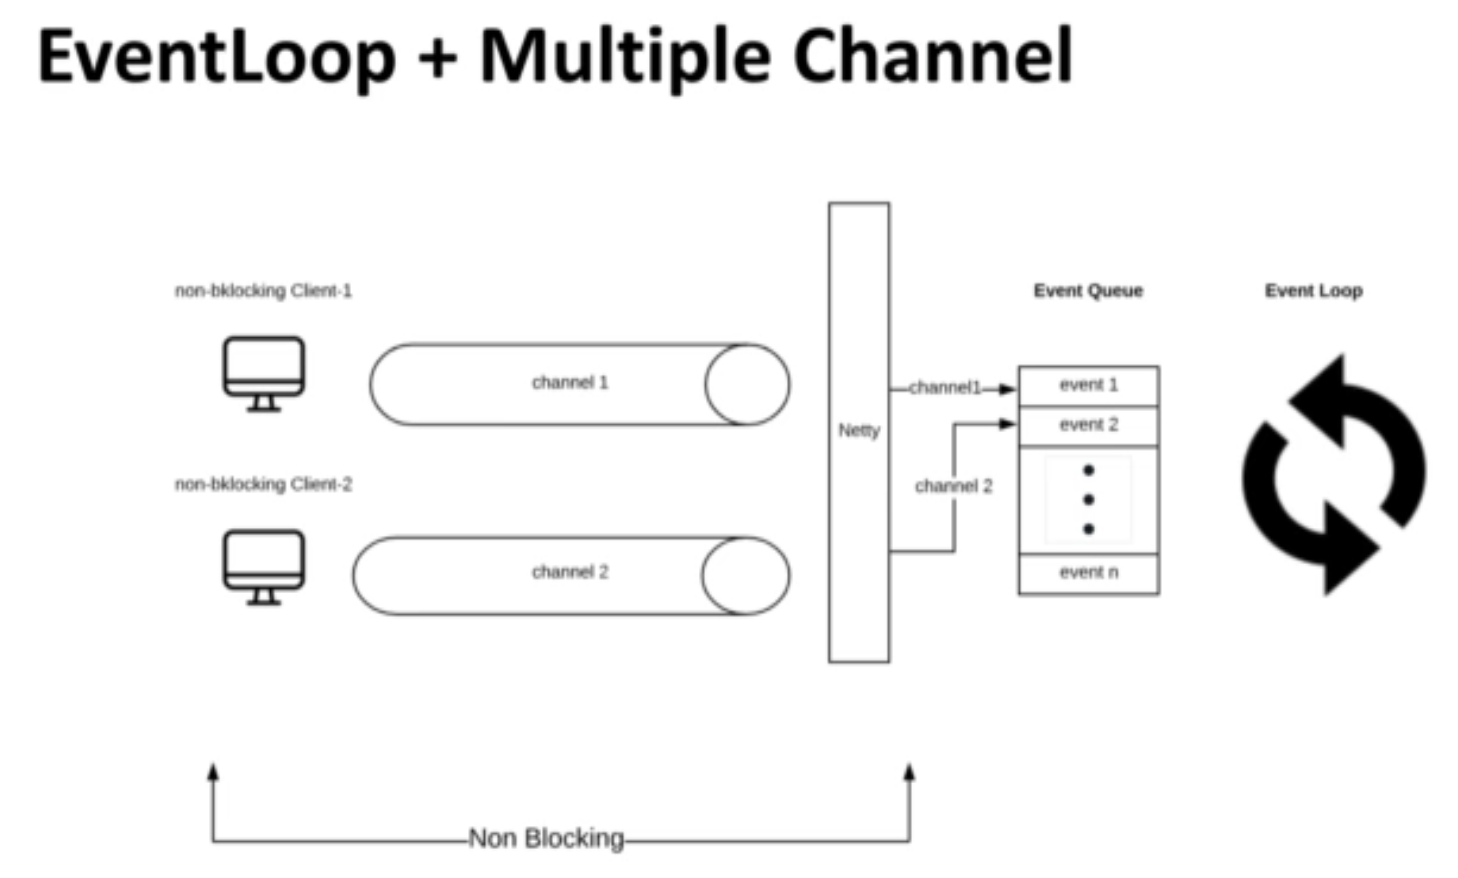 EventLoop + Multiple Channel
non-bklocking Client-1
Event Queue
Event Loop
channel 1
channel1
event 1
event 2
Netty
non-bklocking Client-2
channel 2
channel 2
event n
Non Blocking